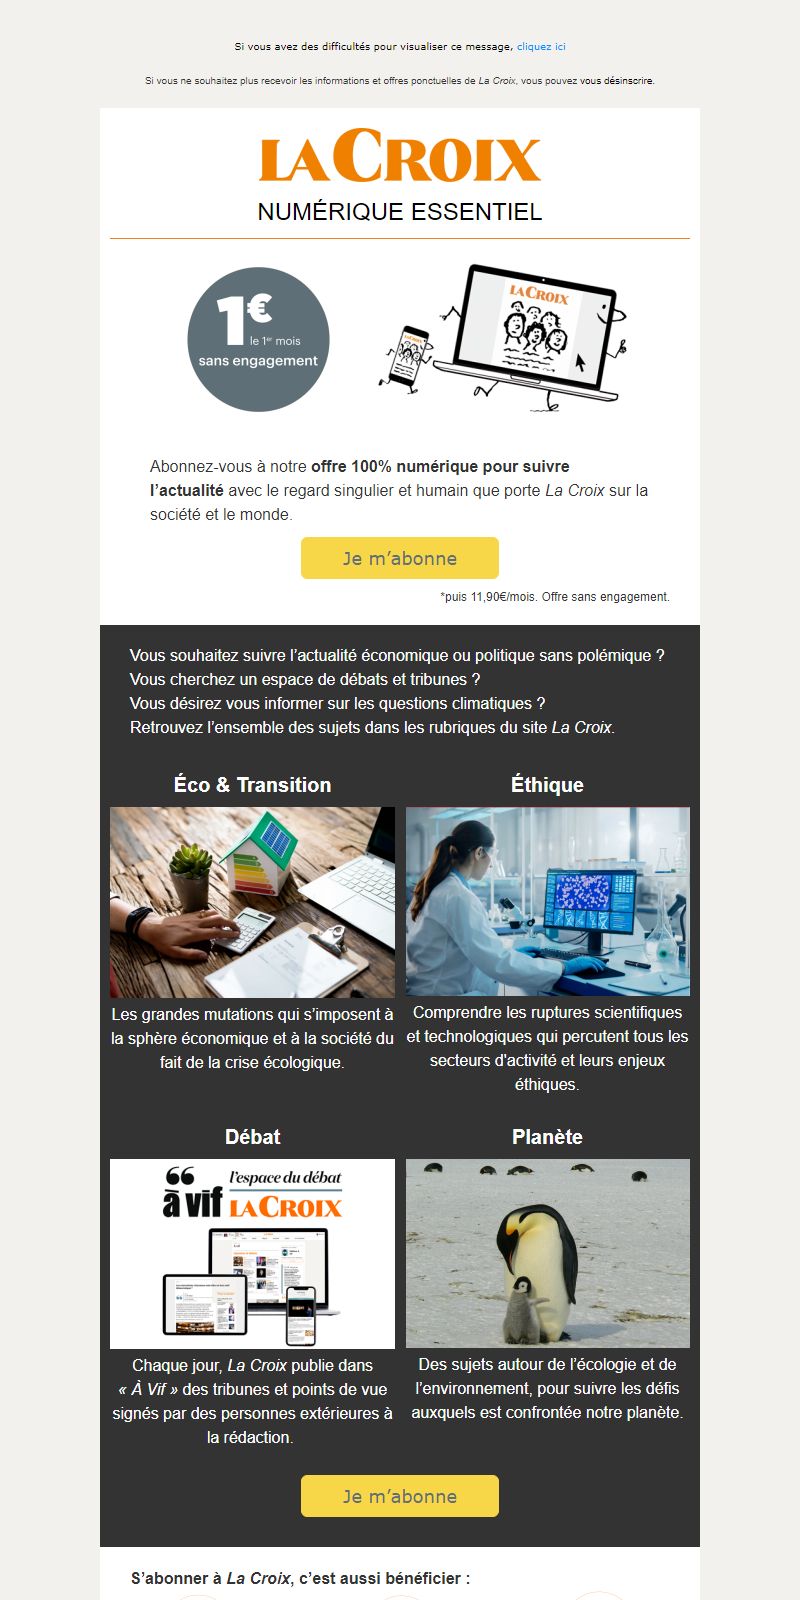 Si vous avez des difficultés pour visualiser ce message, cliquez ici
Si vous ne souhaitez plus recevoir les informations et offres ponctuelles de La Croix, vous pouvez vous désinscrire.
LA CROIX
NUMÉRIQUE ESSENTIEL
1€
le 1er mois
sans engagement
LA CROIX
LA CROIX
Abonnez-vous à notre offre 100% numérique pour suivre
l’actualité avec le regard singulier et humain que porte La Croix sur la
société et le monde.
Je m’abonne
*puis 11,90€/mois. Offre sans engagement.
Vous souhaitez suivre l’actualité économique ou politique sans polémique ?
Vous cherchez un espace de débats et tribunes ?
Vous désirez vous informer sur les questions climatiques ?
Retrouvez l’ensemble des sujets dans les rubriques du site La Croix.
Éco & Transition
Les grandes mutations qui s’imposent à
la sphère économique et à la société du
fait de la crise écologique.
Éthique
Comprendre les ruptures scientifiques
et technologiques qui percutent tous les
secteurs d'activité et leurs enjeux
éthiques.
Débat
“ à vif
l’espace du débat
LA CROIX
Chaque jour, La Croix publie dans
« À Vif » des tribunes et points de vue
signés par des personnes extérieures à
la rédaction.
Planète
Des sujets autour de l’écologie et de
l’environnement, pour suivre les défis
auxquels est confrontée notre planète.
Je m’abonne
S’abonner à La Croix, c’est aussi bénéficier :